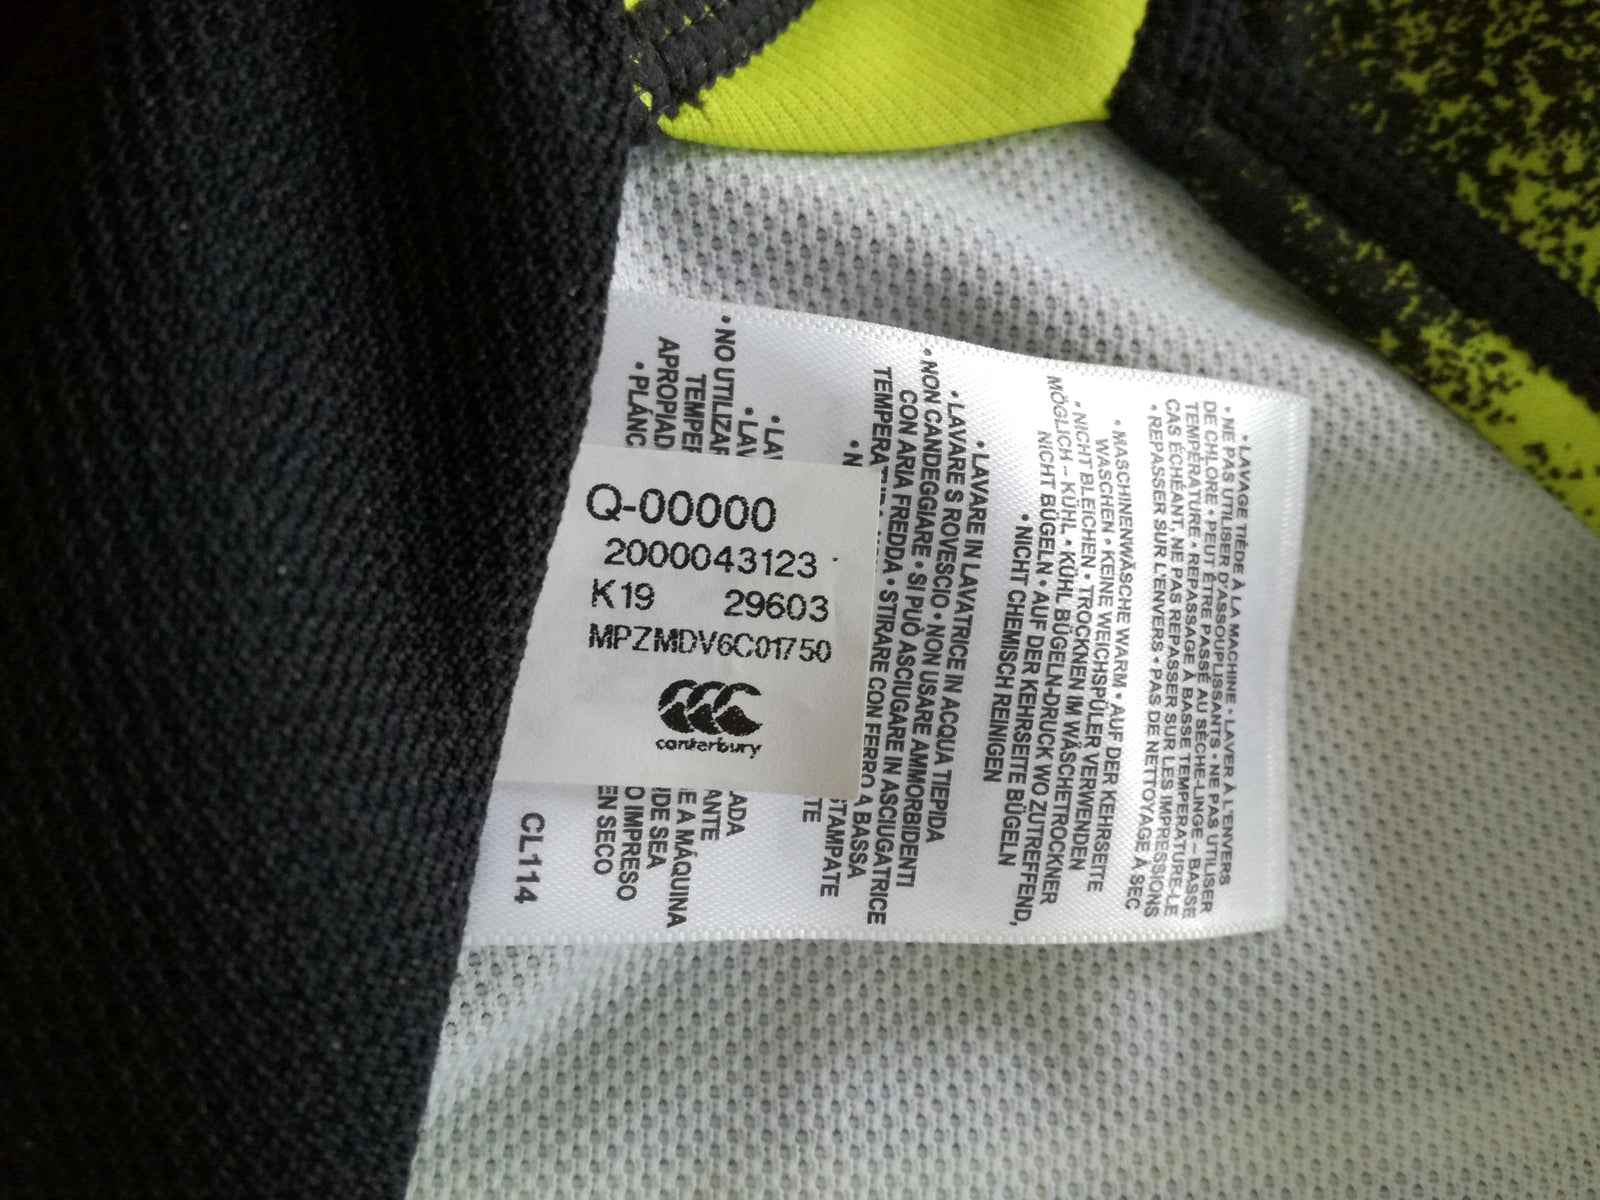 • LAVAGE TIÈDE À LA MACHINE • LAVER À L'ENVERS
• NE PAS UTILISER D'ASSOUPLISSANTS • NE PAS UTILISER
DE CHLORE • PEUT ÊTRE PASSÉ AU SÈCHE-LINGE – BASSE
TEMPÉRATURE • REPASSAGE À BASSE TEMPERATURE-LE
CAS ÉCHÉANT, NE PAS REPASSER SUR LES IMPRESSIONS
• REPASSER SUR L'ENVERS • PAS DE NETTOYAGE À SEC
• MASCHINENWÄSCHE WARM • AUF DER KEHRSEITE
WASCHEN • KEINE WEICHSPÜLER VERWENDEN
• NICHT BLEICHEN • TROCKNEN IM WÄSCHETROCKNER
MÖGLICH – KÜHL • KÜHL BÜGELN-DRUCK WO ZUTREFFEND,
NICHT BÜGELN • AUF DER KEHRSEITE BÜGELN
• NICHT CHEMISCH REINIGEN
• LAVARE IN LAVATRICE IN ACQUA TIEPIDA
• LAVARE S ROVESCIO • NON USARE AMMORBIDENTI
• NON CANDEGGIARE • SI PUÒ ASCIUGARE IN ASCIUGATRICE
CON ARIA FREDDA • STIRARE CON FERRO A BASSA
TEMPERATURA STAMPATE
• N TE
• LAV ADA
• LAV ANTE
• NO UTILIZAR E A MÁQUINA
TEMPER DE SEA
APROPIAD O IMPRESO
• PLÁNC EN SECO
CL114
Q-00000
2000043123
K19 29603
MPZMDV6C01750
canterbury